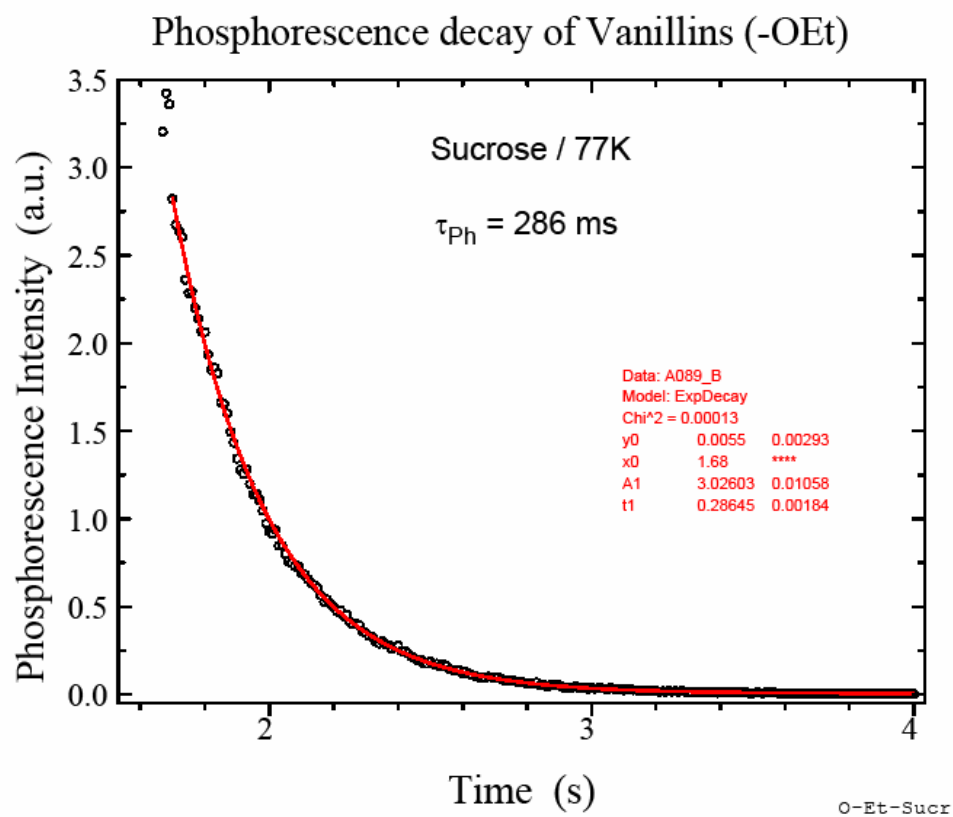 Phosphorescence decay of Vanillins (-OEt)
3.5
3.0
2.5
2.0
1.5
1.0
0.5
0.0
Phosphorescence Intensity (a.u.)
Sucrose / 77K
τPh = 286 ms
Data: A089_B
Model: ExpDecay
Chi^2 = 0.00013
y0 0.0055 0.00293
x0 1.68 ****
A1 3.02603 0.01058
t1 0.28645 0.00184
2 3 4
Time (s)
O-Et-Sucr